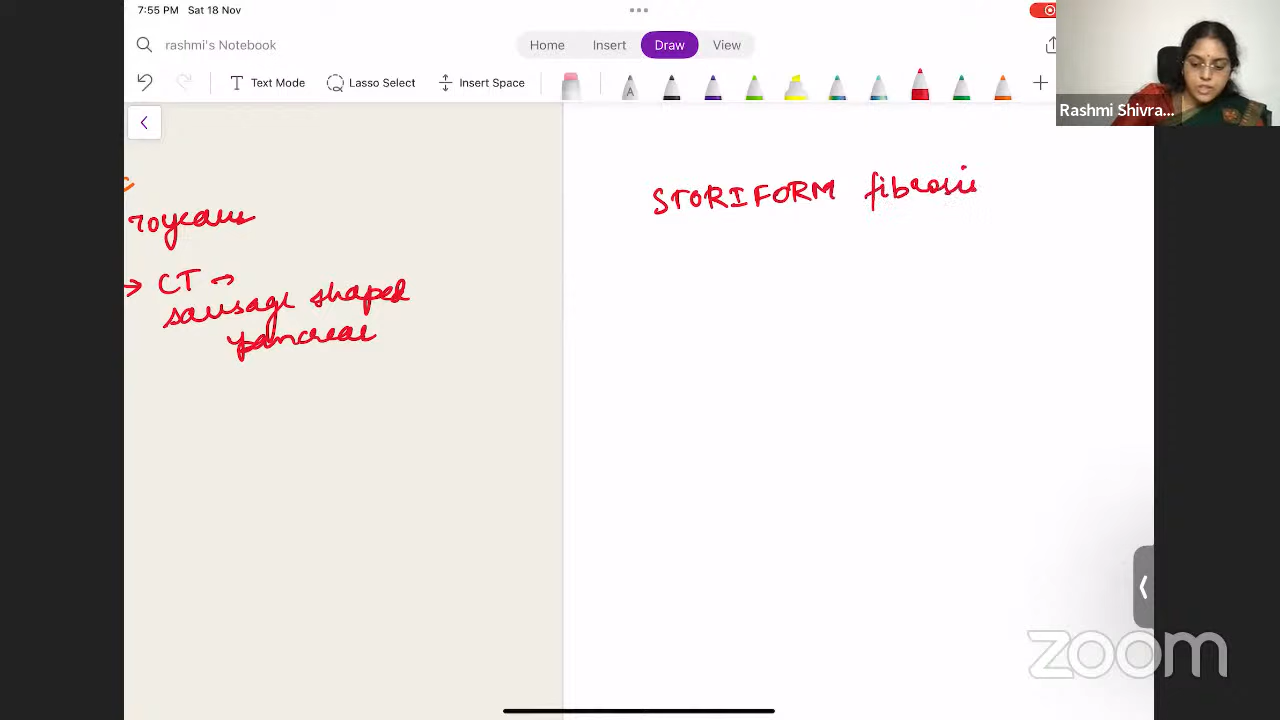 7:55 PM Sat 18 Nov
rashmi's Notebook
Home Insert Draw View
Text Mode Lasso Select Insert Space
A
Rashmi Shivra...
STORIFORM fibrosis
70years
→ CT →
sausage shaped
pancreas
zoom